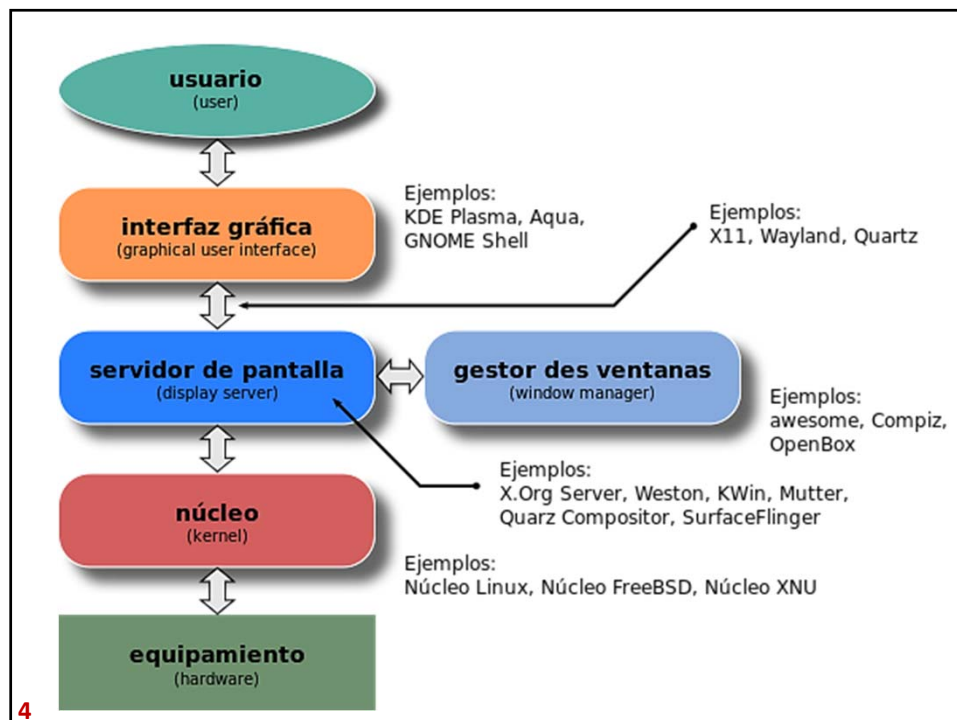 usuario
(user)
interfaz gráfica
(graphical user interface)
Ejemplos:
KDE Plasma, Aqua,
GNOME Shell
Ejemplos:
X11, Wayland, Quartz
servidor de pantalla
(display server)
gestor des ventanas
(window manager)
Ejemplos:
awesome, Compiz,
OpenBox
Ejemplos:
X.Org Server, Weston, KWin, Mutter,
Quarz Compositor, SurfaceFlinger
núcleo
(kernel)
Ejemplos:
Núcleo Linux, Núcleo FreeBSD, Núcleo XNU
equipamiento
(hardware)
4